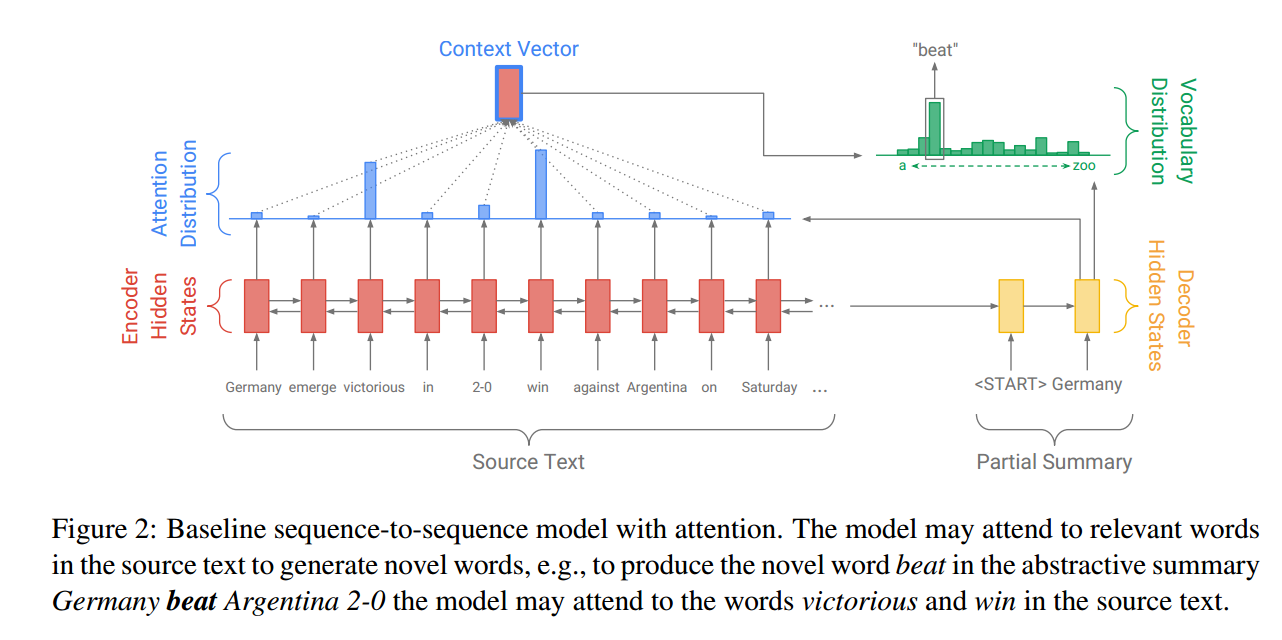 Context Vector
"beat"
Vocabulary
Distribution
a
zoo
Attention
Distribution
Encoder
Hidden
States
Decoder
Hidden States
...
Germany emerge victorious in 2-0 win against Argentina on Saturday ...
<START> Germany
Source Text
Partial Summary
Figure 2: Baseline sequence-to-sequence model with attention. The model may attend to relevant words
in the source text to generate novel words, e.g., to produce the novel word beat in the abstractive summary
Germany beat Argentina 2-0 the model may attend to the words victorious and win in the source text.